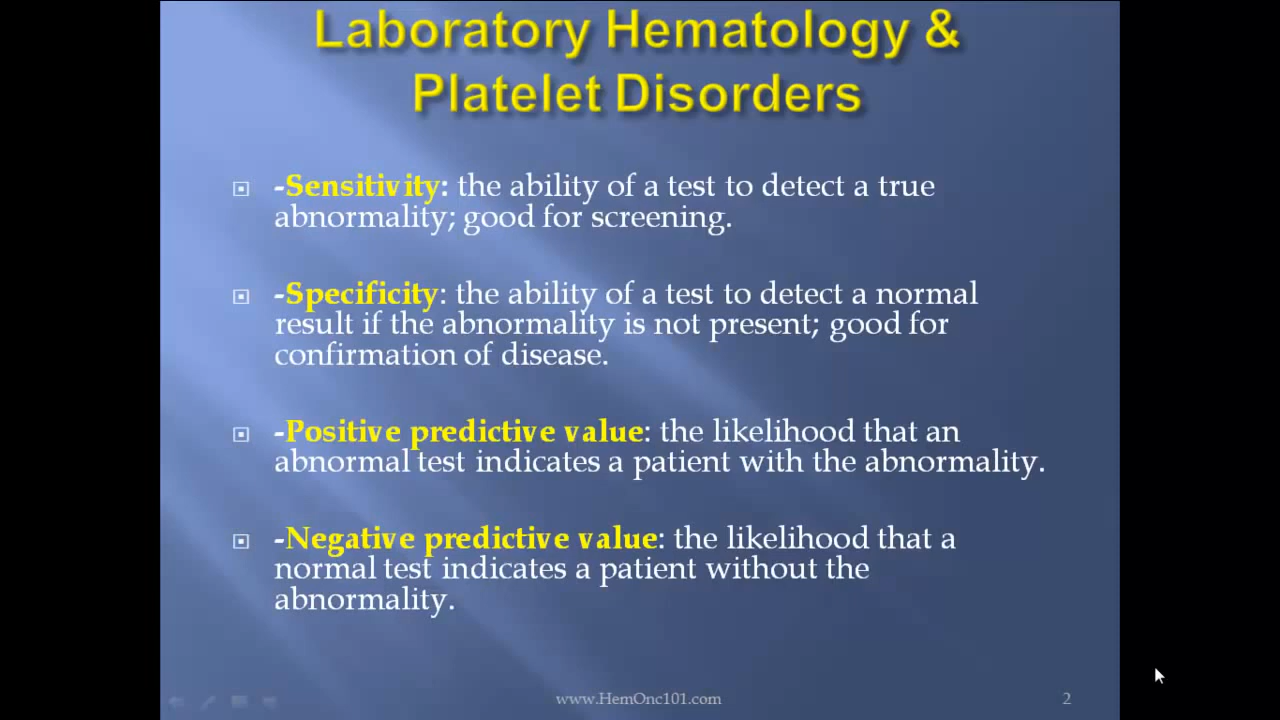 Laboratory Hematology &
Platelet Disorders
-Sensitivity: the ability of a test to detect a true
abnormality; good for screening.
-Specificity: the ability of a test to detect a normal
result if the abnormality is not present; good for
confirmation of disease.
-Positive predictive value: the likelihood that an
abnormal test indicates a patient with the abnormality.
-Negative predictive value: the likelihood that a
normal test indicates a patient without the
abnormality.
www.HemOnc101.com
2